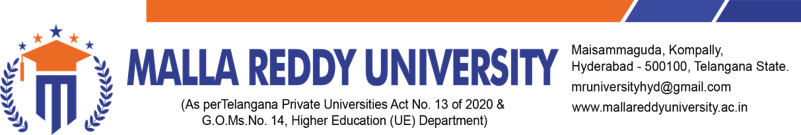 MALLA REDDY UNIVERSITY
(As perTelangana Private Universities Act No. 13 of 2020 &
G.O.Ms.No. 14, Higher Education (UE) Department)
Maisammaguda, Kompally,
Hyderabad - 500100, Telangana State.
mruniversityhyd@gmail.com
www.mallareddyuniversity.ac.in